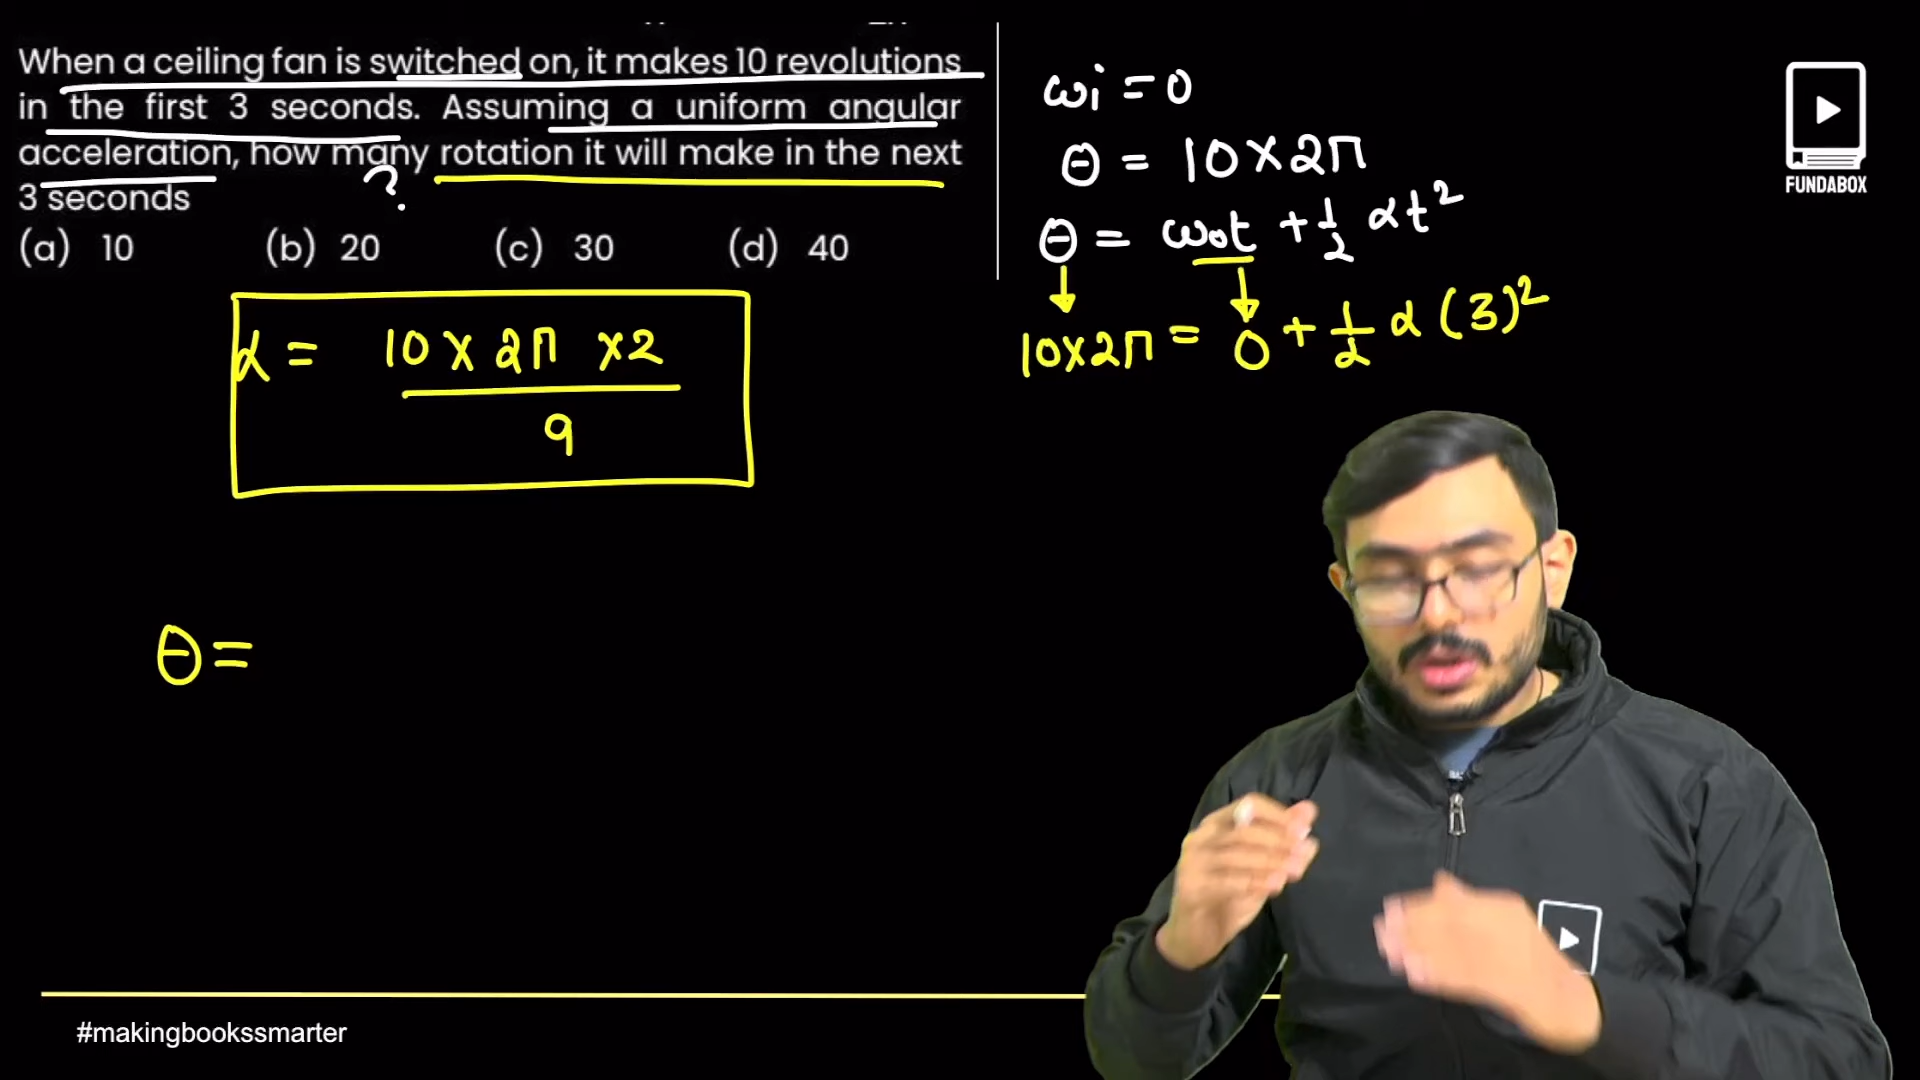 When a ceiling fan is switched on, it makes 10 revolutions
in the first 3 seconds. Assuming a uniform angular
acceleration, how many rotation it will make in the next
?
3 seconds
(a) 10 (b) 20 (c) 30 (d) 40
ωi = 0
θ = 10 × 2π
θ = ω₀t + 1/2 αt²
10×2π = 0 + 1/2 α (3)²
α = 10 × 2π × 2 / 9
θ =
FUNDABOX
#makingbookssmarter